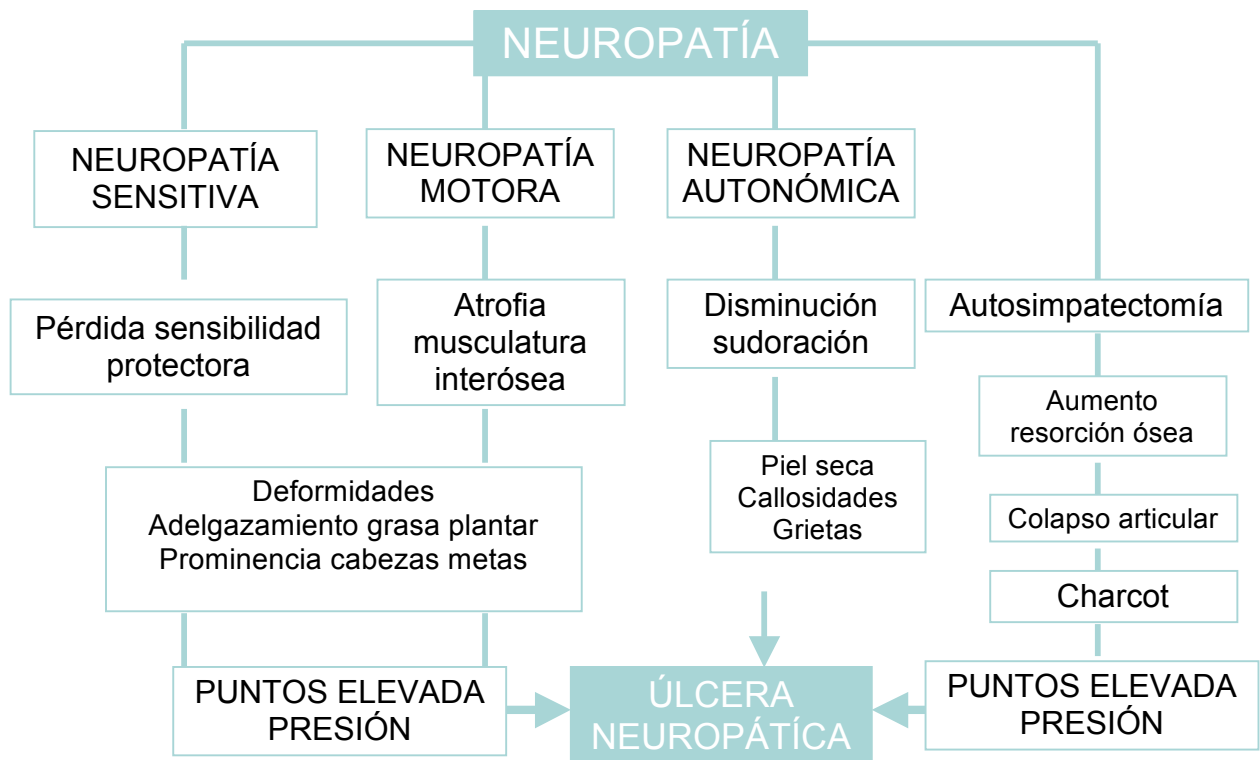 NEUROPATÍA
NEUROPATÍA
SENSITIVA
NEUROPATÍA
MOTORA
NEUROPATÍA
AUTONÓMICA
Pérdida sensibilidad
protectora
Atrofia
musculatura
interósea
Disminución
sudoración
Autosimpatectomía
Aumento
resorción ósea
Piel seca
Callosidades
Grietas
Deformidades
Adelgazamiento grasa plantar
Prominencia cabezas metas
Colapso articular
Charcot
PUNTOS ELEVADA
PRESIÓN
ÚLCERA
NEUROPÁTÍCA
PUNTOS ELEVADA
PRESIÓN